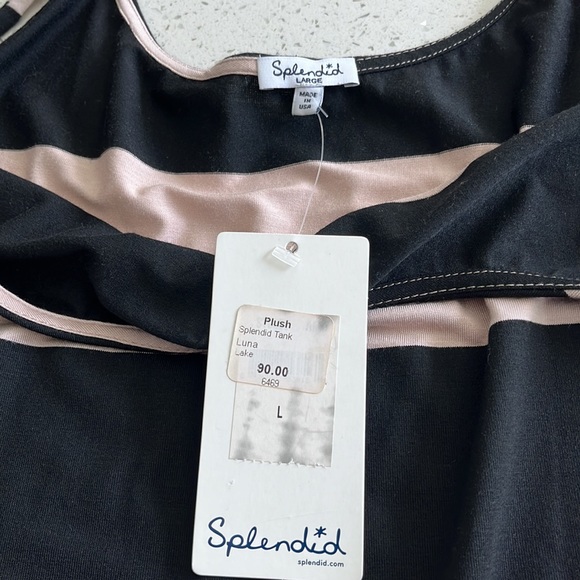 Splendid
LARGE
MADE
IN
USA
Plush
Splendid Tank
Luna
Lake
90.00
6469
L
Splendid
splendid.com